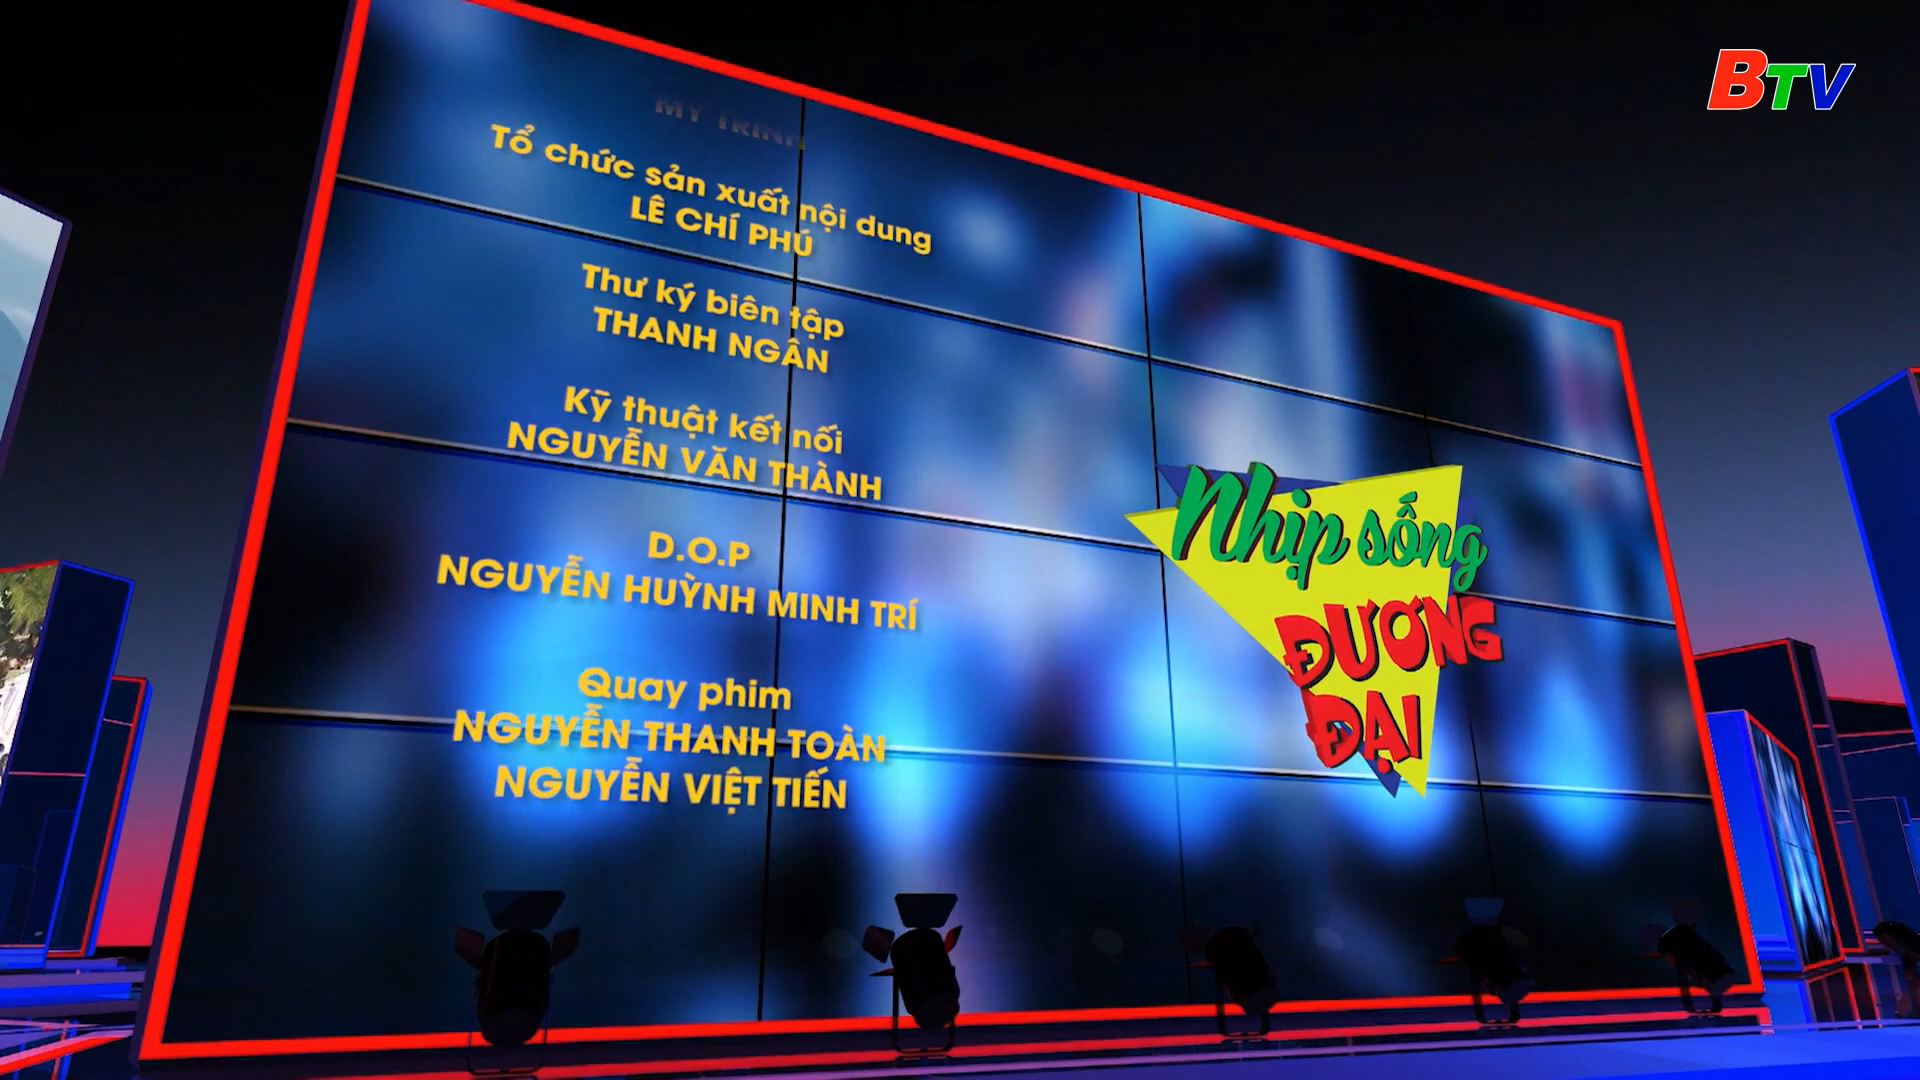 BTV
MỸ TRINH
Tổ chức sản xuất nội dung
LÊ CHÍ PHÚ
Thư ký biên tập
THANH NGÂN
Kỹ thuật kết nối
NGUYỄN VĂN THÀNH
D.O.P
NGUYỄN HUỲNH MINH TRÍ
Quay phim
NGUYỄN THANH TOÀN
NGUYỄN VIỆT TIẾN
Nhịp sống
ĐƯƠNG
ĐẠI